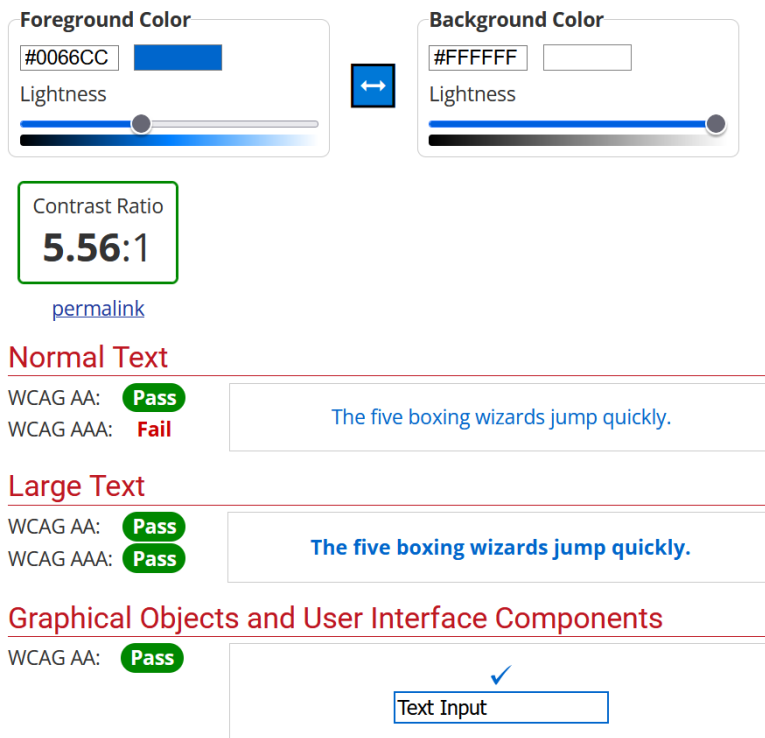 Foreground Color
#0066CC
Lightness
Background Color
#FFFFFF
Lightness
Contrast Ratio
5.56:1
permalink
Normal Text
WCAG AA: Pass
WCAG AAA: Fail
The five boxing wizards jump quickly.
Large Text
WCAG AA: Pass
WCAG AAA: Pass
The five boxing wizards jump quickly.
Graphical Objects and User Interface Components
WCAG AA: Pass
Text Input